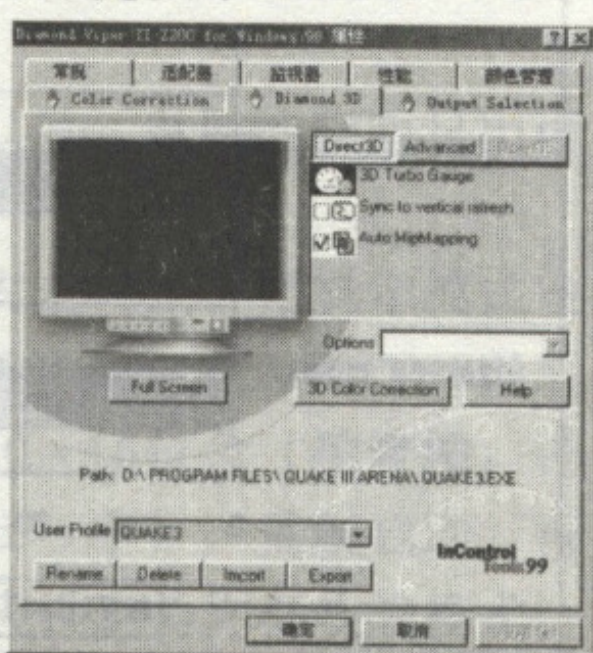 Diamond Viper II Z200 for Windows 98 属性
常规 适配器 监视器 性能 颜色管理
Color Correction Diamond 3D Output Selection
Direct3D Advanced
3D Turbo Gauge
Sync to vertical refresh
Auto MipMapping
Options
Full Screen 3D Color Correction Help
Path: D:\ PROGRAM FILES\ QUAKE III ARENA\ QUAKE3.EXE
User Profile QUAKE3
InControl
Tools 99
Rename Delete Import Export
确定 取消